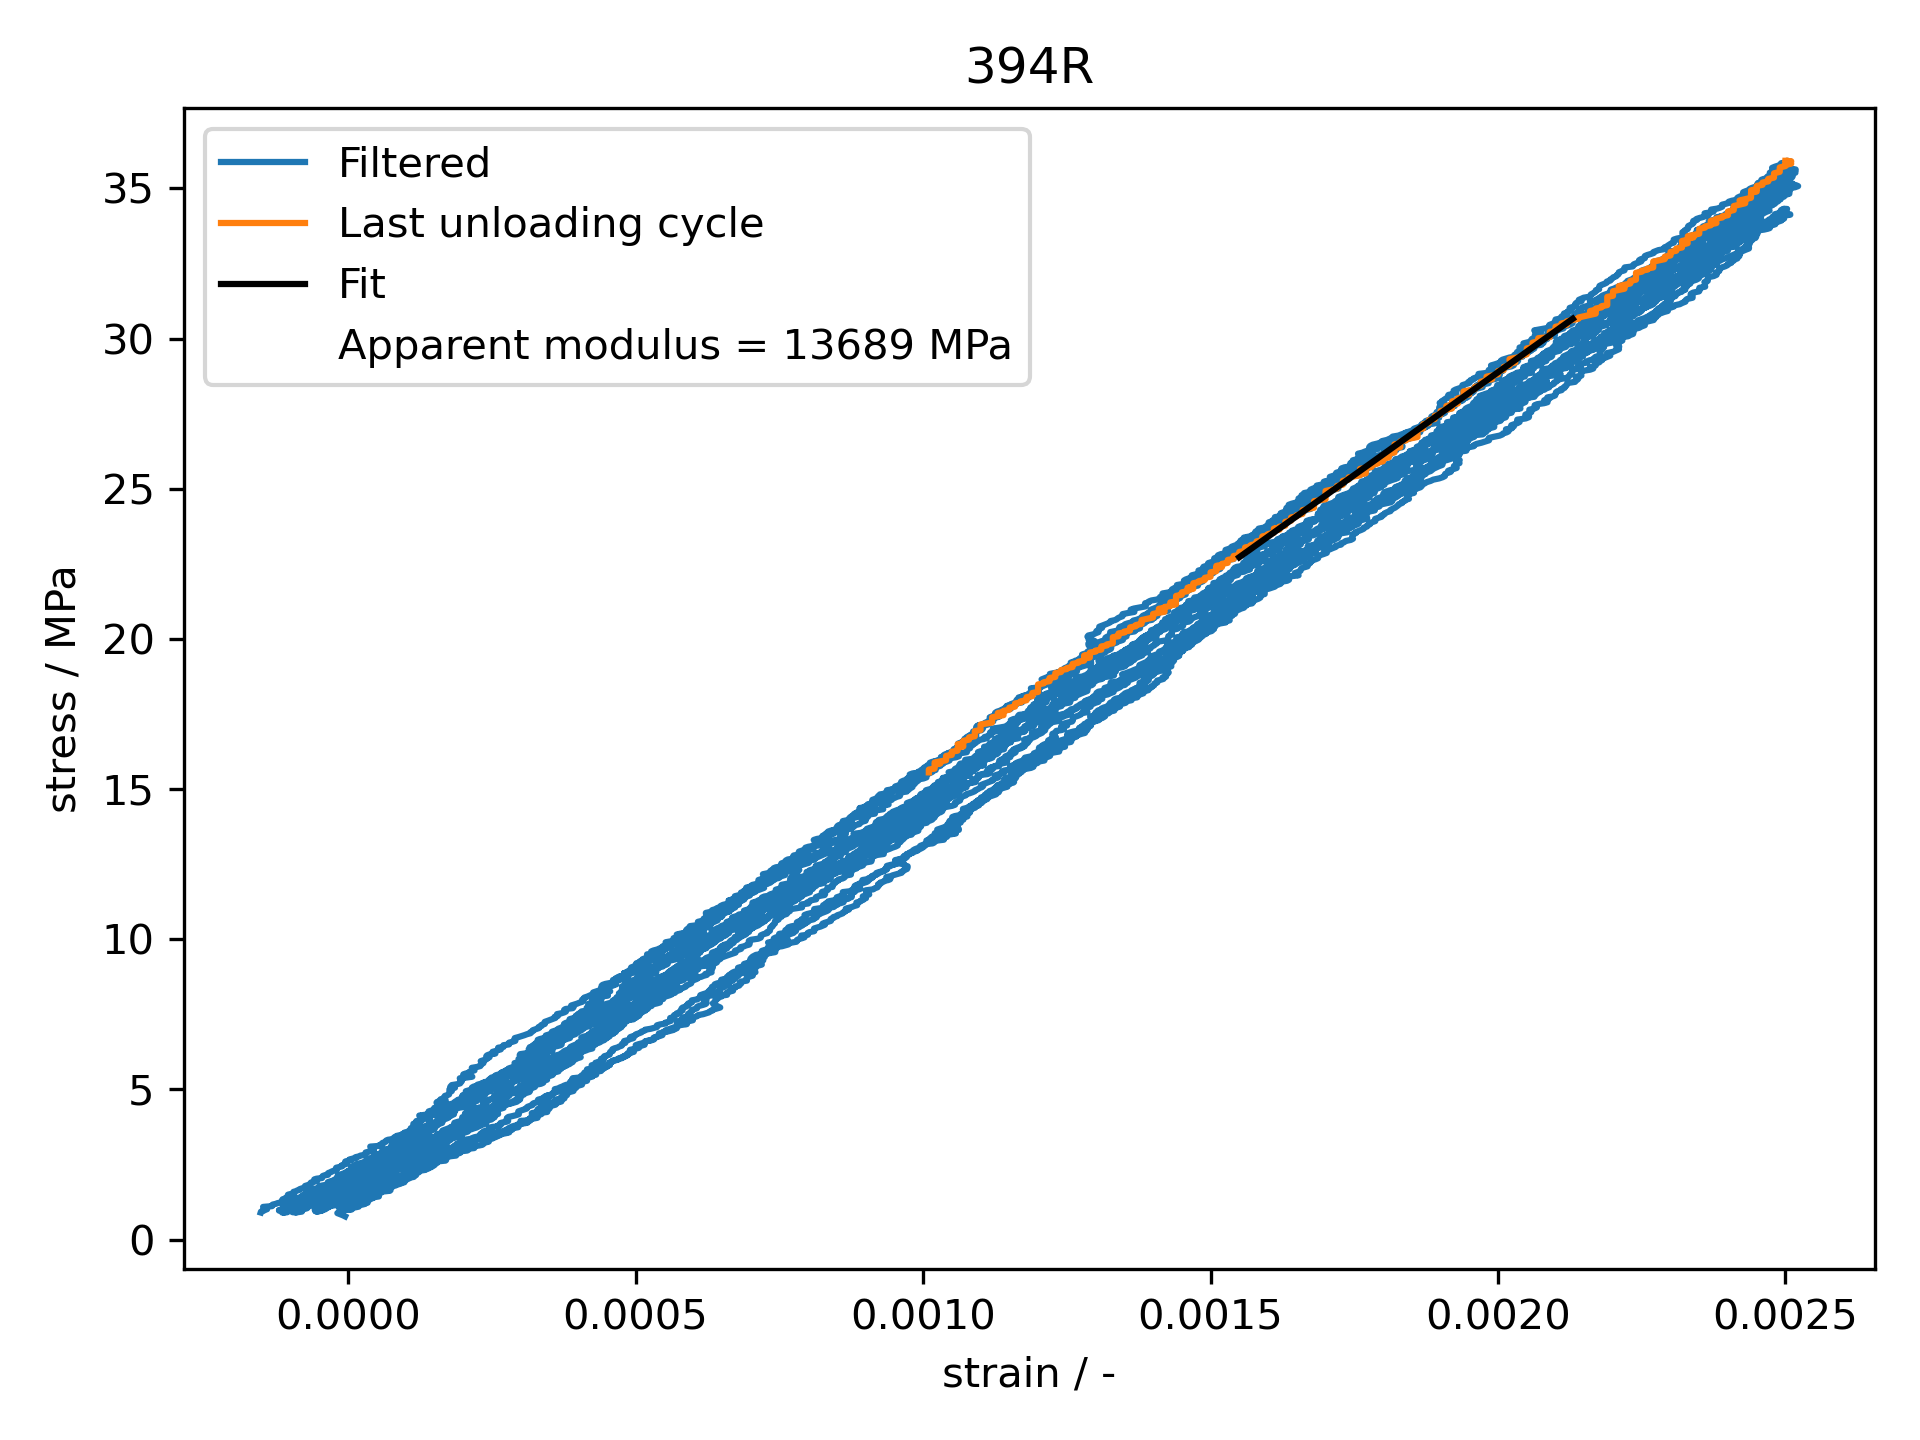 394R
Filtered
Last unloading cycle
Fit
Apparent modulus = 13689 MPa
35
30
25
20
15
10
5
0
stress / MPa
0.0000 0.0005 0.0010 0.0015 0.0020 0.0025
strain / -